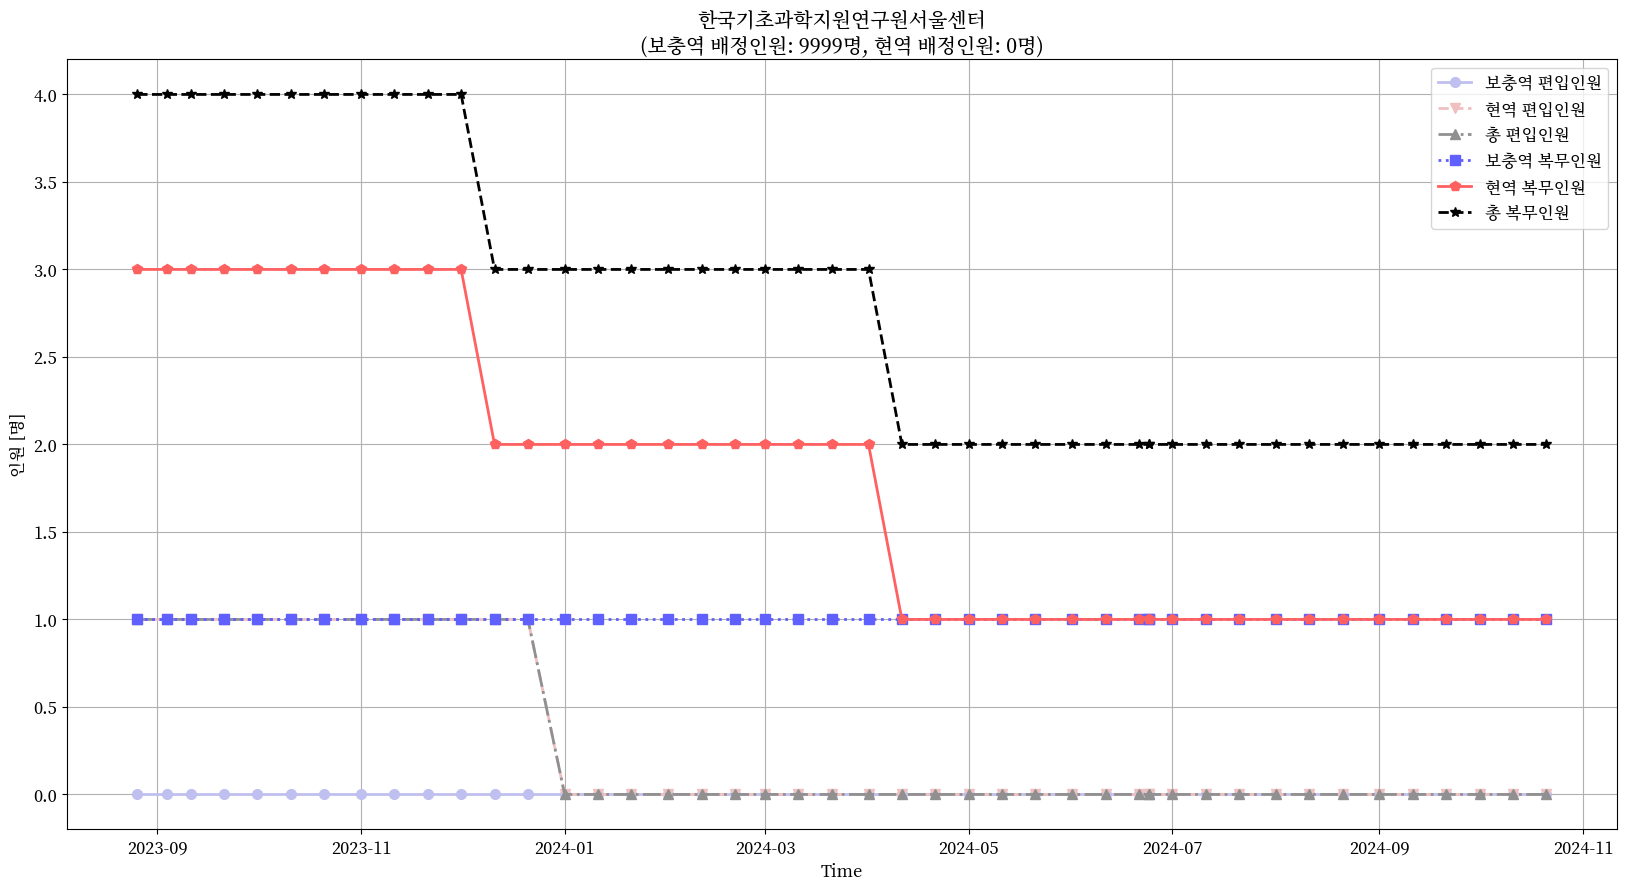 한국기초과학지원연구원서울센터
(보충역 배정인원: 9999명, 현역 배정인원: 0명)
보충역 편입인원
현역 편입인원
총 편입인원
보충역 복무인원
현역 복무인원
총 복무인원
인원 [명]
4.0
3.5
3.0
2.5
2.0
1.5
1.0
0.5
0.0
2023-09 2023-11 2024-01 2024-03 2024-05 2024-07 2024-09 2024-11
Time